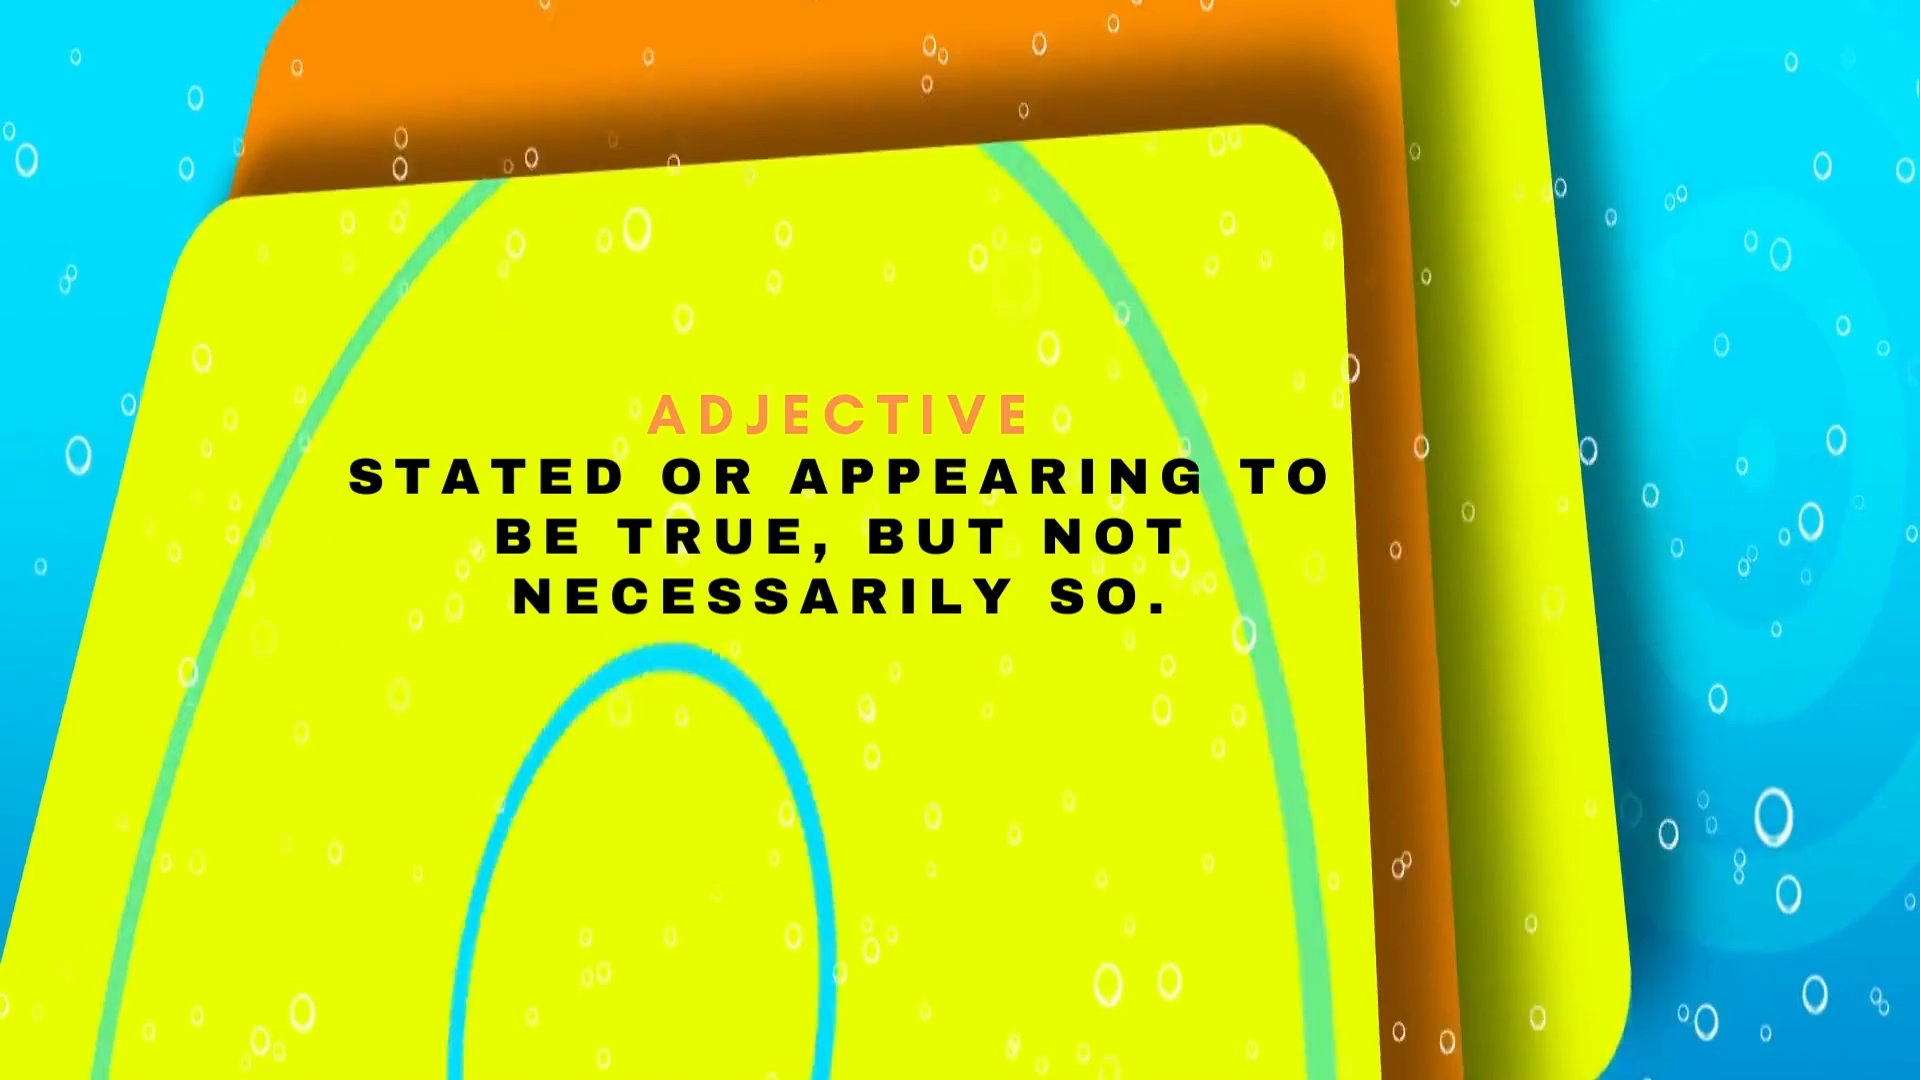 ADJECTIVE
STATED OR APPEARING TO
BE TRUE, BUT NOT
NECESSARILY SO.